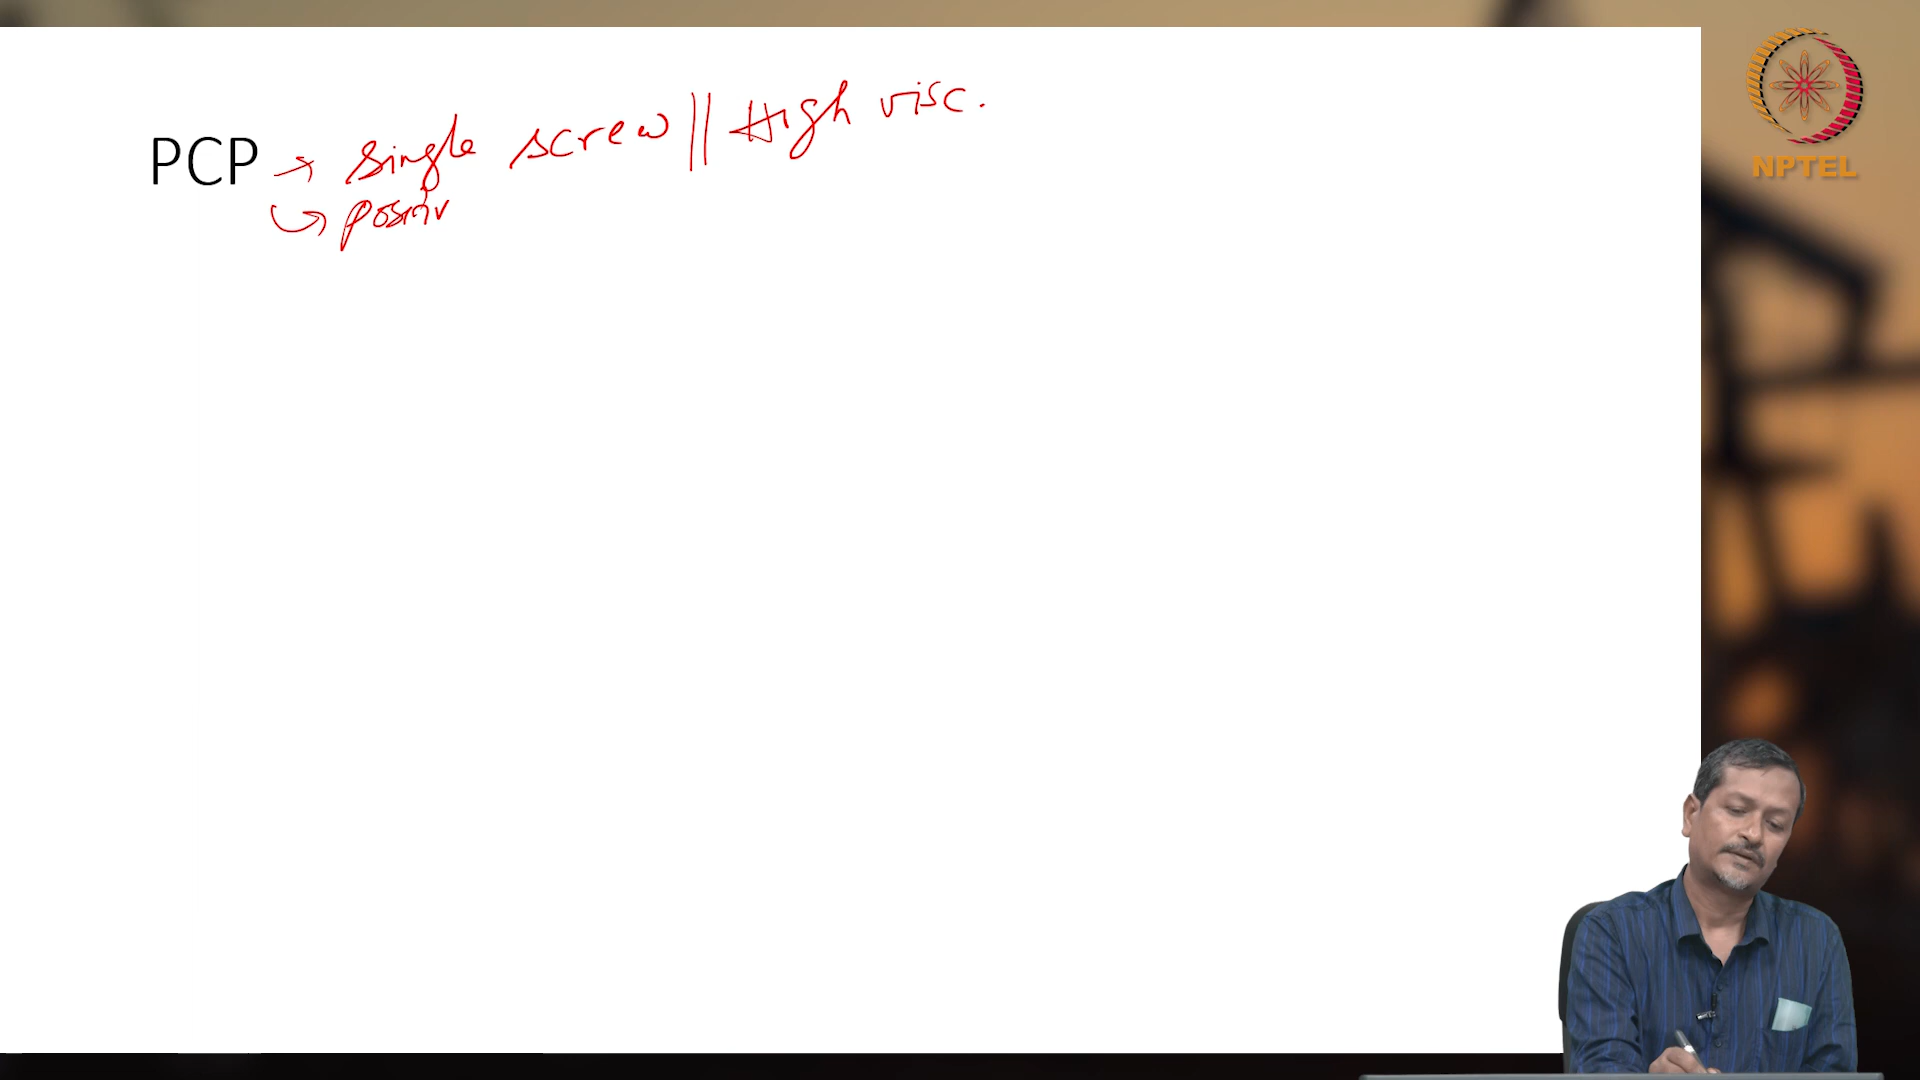 PCP → single screw || High visc.
↳ positiv
NPTEL